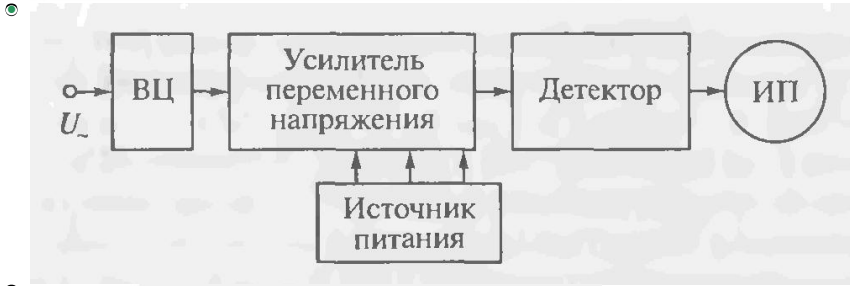 ВЦ
Усилитель
переменного
напряжения
Детектор
ИП
U~
Источник
питания